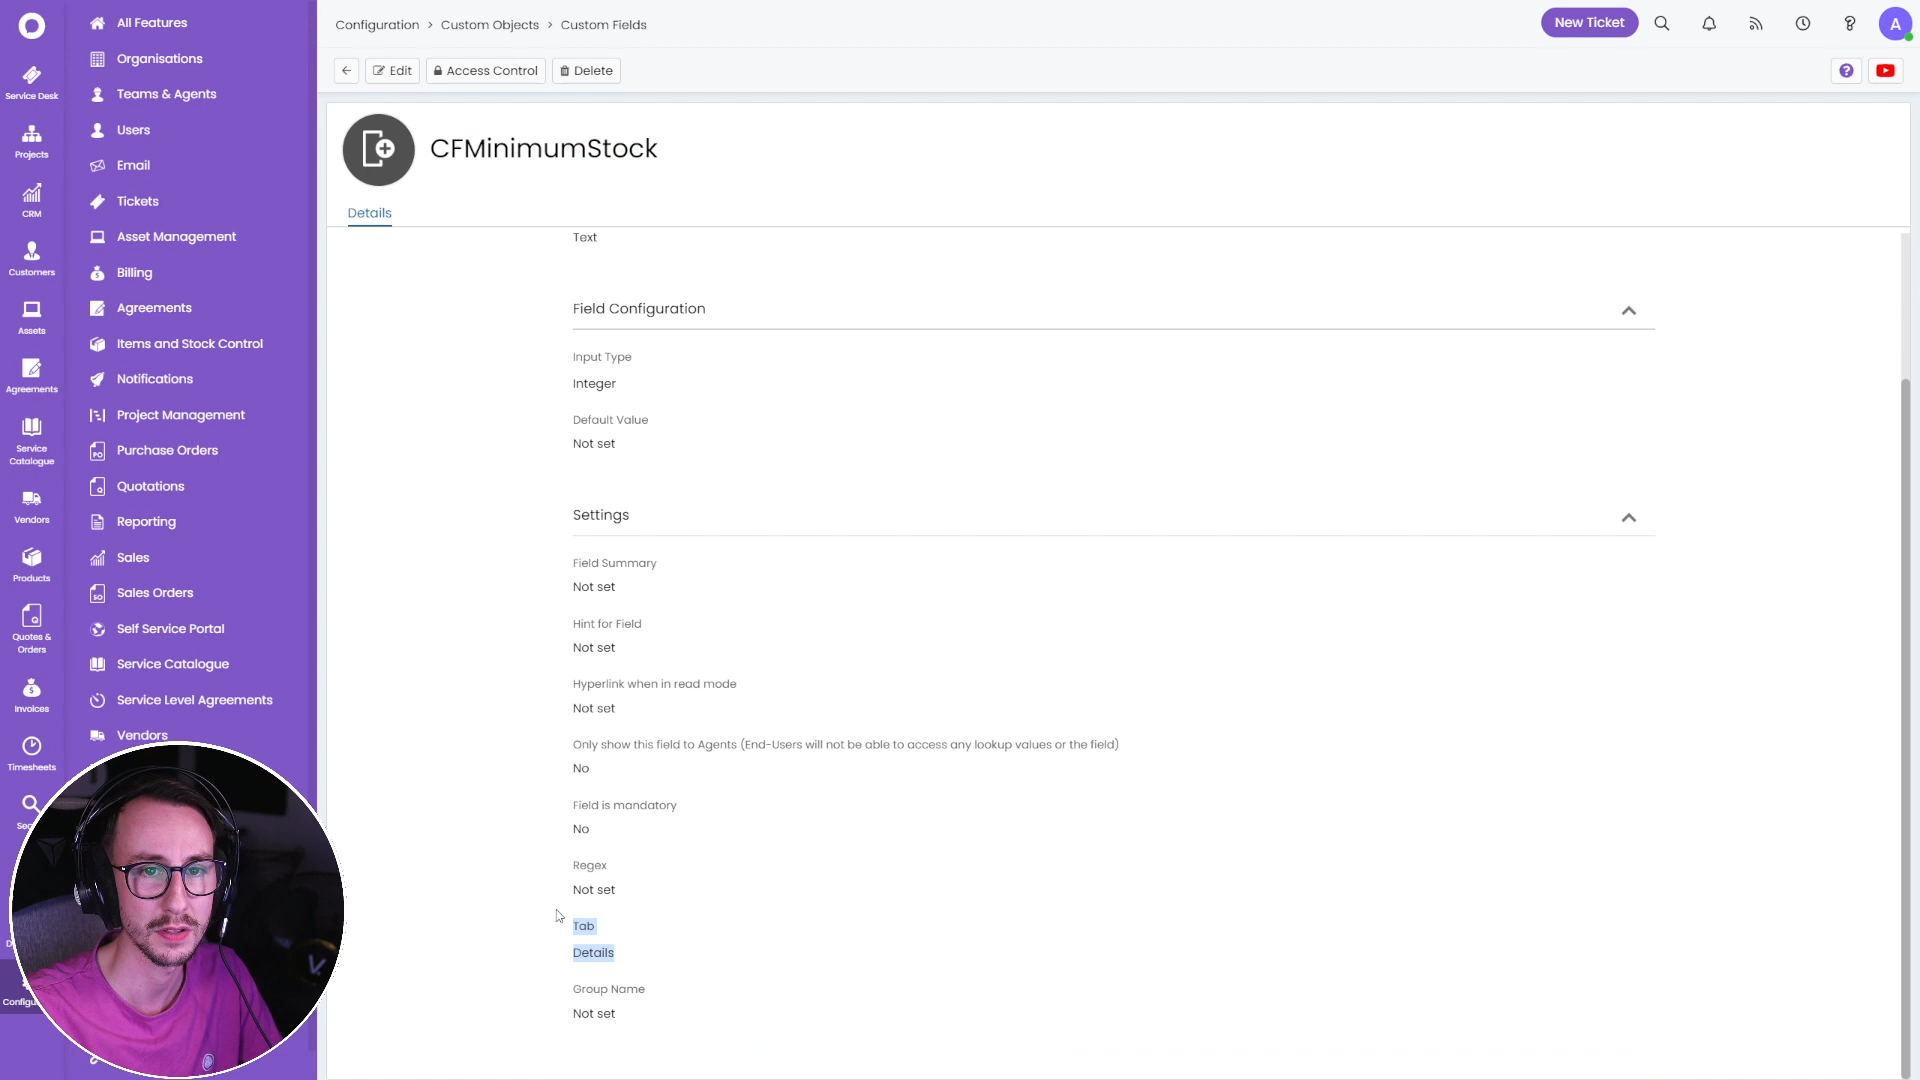 Service Desk
Projects
CRM
Customers
Assets
Agreements
Service
Catalogue
Vendors
Products
Quotes &
Orders
Invoices
Timesheets
All Features
Organisations
Teams & Agents
Users
Email
Tickets
Asset Management
Billing
Agreements
Items and Stock Control
Notifications
Project Management
Purchase Orders
Quotations
Reporting
Sales
Sales Orders
Self Service Portal
Service Catalogue
Service Level Agreements
Vendors
Configuration > Custom Objects > Custom Fields
New Ticket
A
Edit
Access Control
Delete
CFMinimumStock
Details
Text
Field Configuration
Input Type
Integer
Default Value
Not set
Settings
Field Summary
Not set
Hint for Field
Not set
Hyperlink when in read mode
Not set
Only show this field to Agents (End-Users will not be able to access any lookup values or the field)
No
Field is mandatory
No
Regex
Not set
Tab
Details
Group Name
Not set